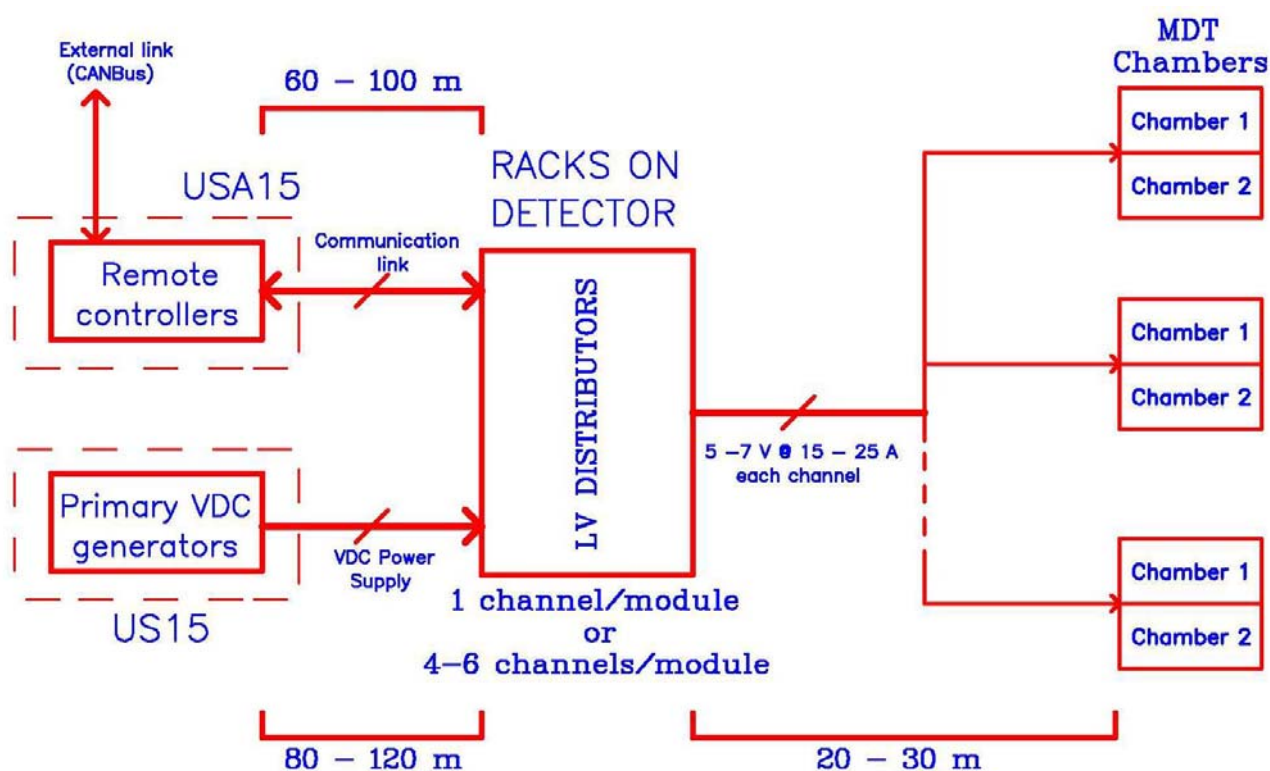 External link
(CANBus)
60 – 100 m
MDT
Chambers
USA15
RACKS ON
DETECTOR
Remote
controllers
Communication
link
LV DISTRIBUTORS
Chamber 1
Chamber 2
Chamber 1
Chamber 2
Chamber 1
Chamber 2
5 –7 V @ 15 – 25 A
each channel
Primary VDC
generators
VDC Power
Supply
US15
1 channel/module
or
4–6 channels/module
80 – 120 m
20 – 30 m